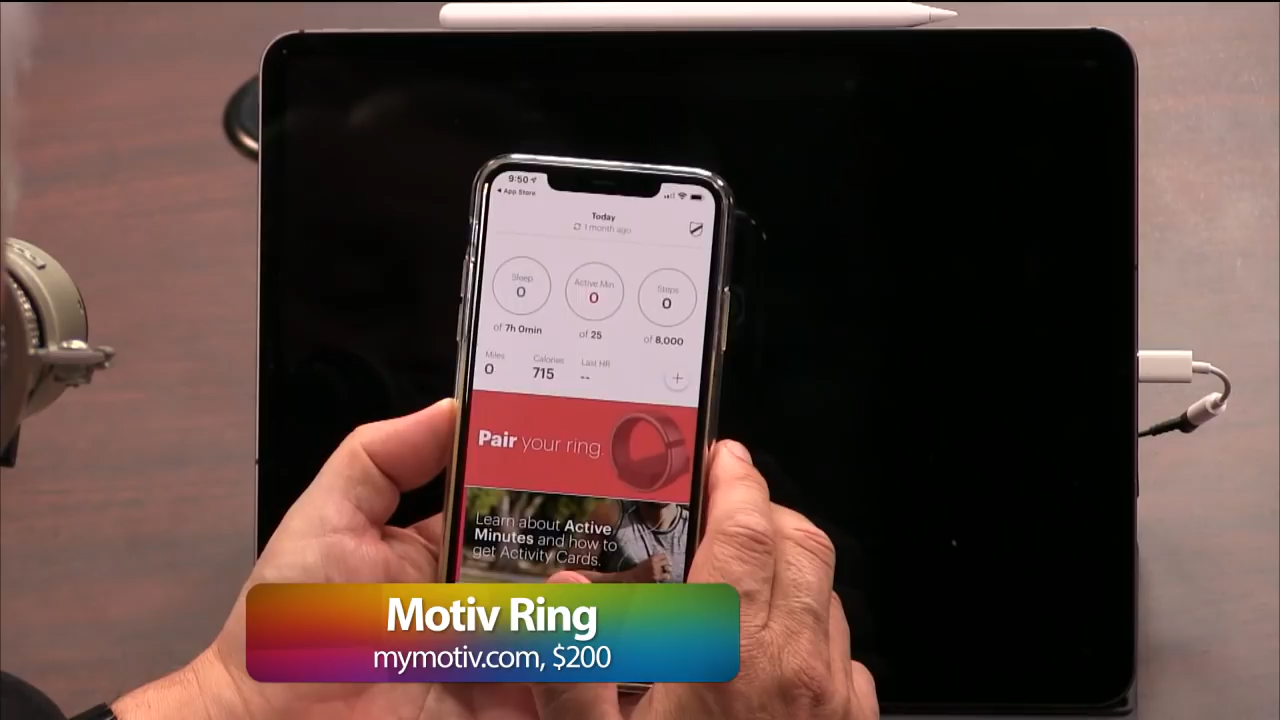 9:50
App Store
Today
1 month ago
Sleep
0
of 7h 0min
Active Min
0
of 25
Steps
0
of 8,000
Miles
0
Calories
715
Last HR
--
+
Pair your ring.
Learn about Active
Minutes and how to
get Activity Cards.
Motiv Ring
mymotiv.com, $200